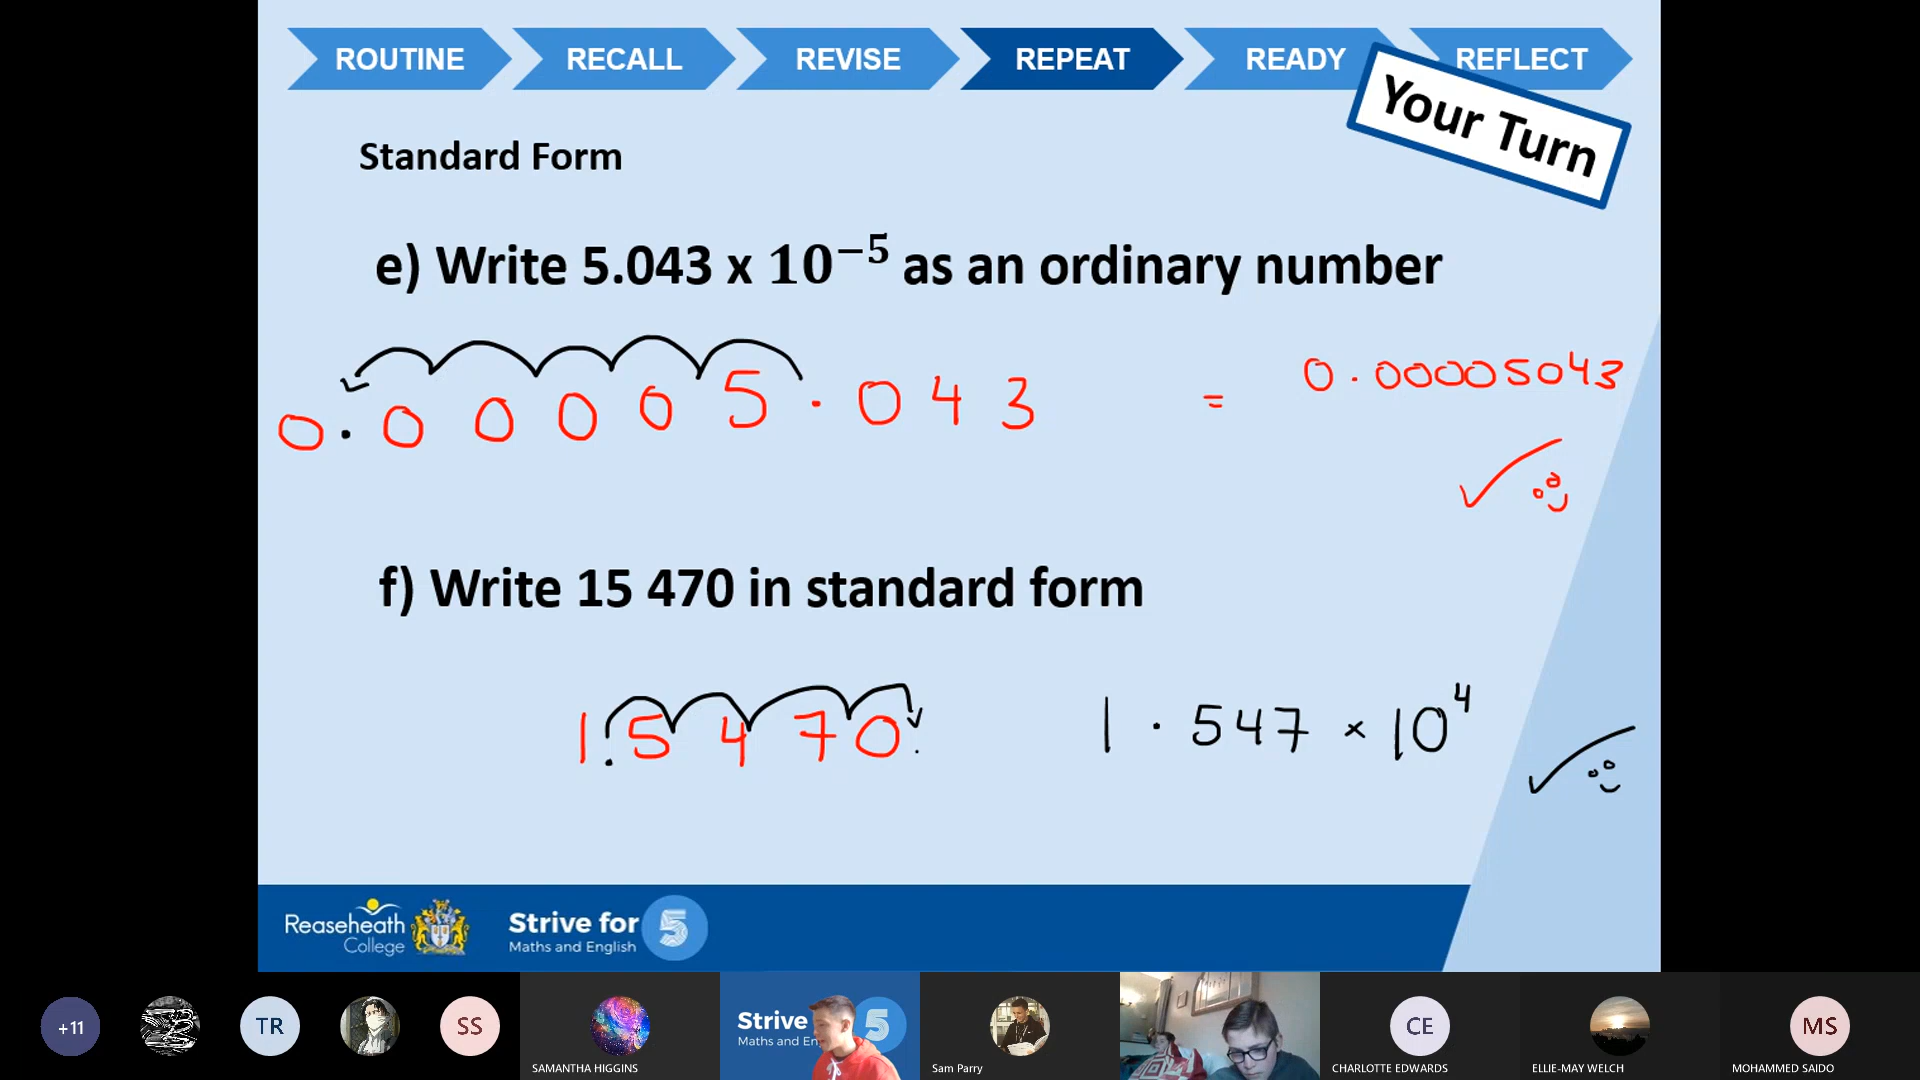 ROUTINE RECALL REVISE REPEAT READY REFLECT
Your Turn
Standard Form
e) Write 5.043 x 10⁻⁵ as an ordinary number
0.00005.043 = 0.00005043
f) Write 15 470 in standard form
1.5470. 1.547 × 10⁴
Reaseheath College
Strive for 5
Maths and English
+11 TR SS CE MS
Strive 5
Maths and En
SAMANTHA HIGGINS Sam Parry CHARLOTTE EDWARDS ELLIE-MAY WELCH MOHAMMED SAIDO